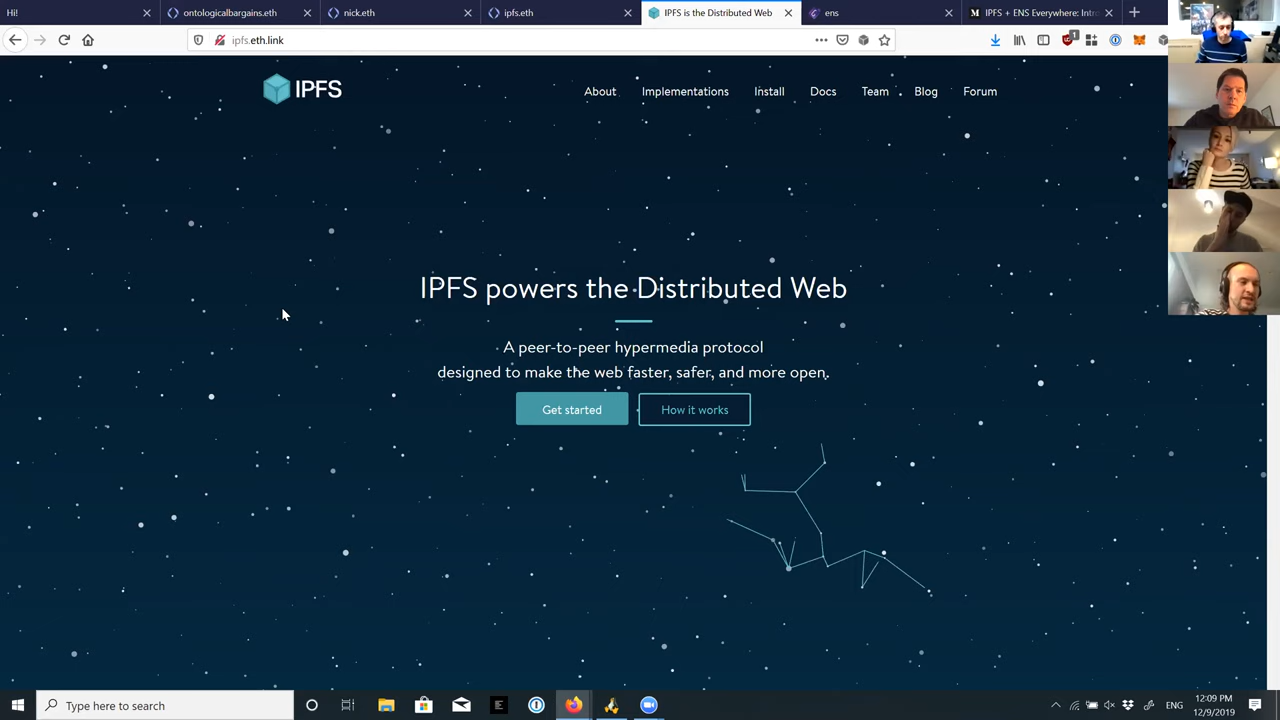 Hi!
ontologicalbargains.eth
nick.eth
ipfs.eth
IPFS is the Distributed Web
ens
IPFS + ENS Everywhere: Intro
ipfs.eth.link
1
IPFS
About
Implementations
Install
Docs
Team
Blog
Forum
IPFS powers the Distributed Web
A peer-to-peer hypermedia protocol
designed to make the web faster, safer, and more open.
Get started
How it works
Type here to search
ENG
12:09 PM
12/9/2019